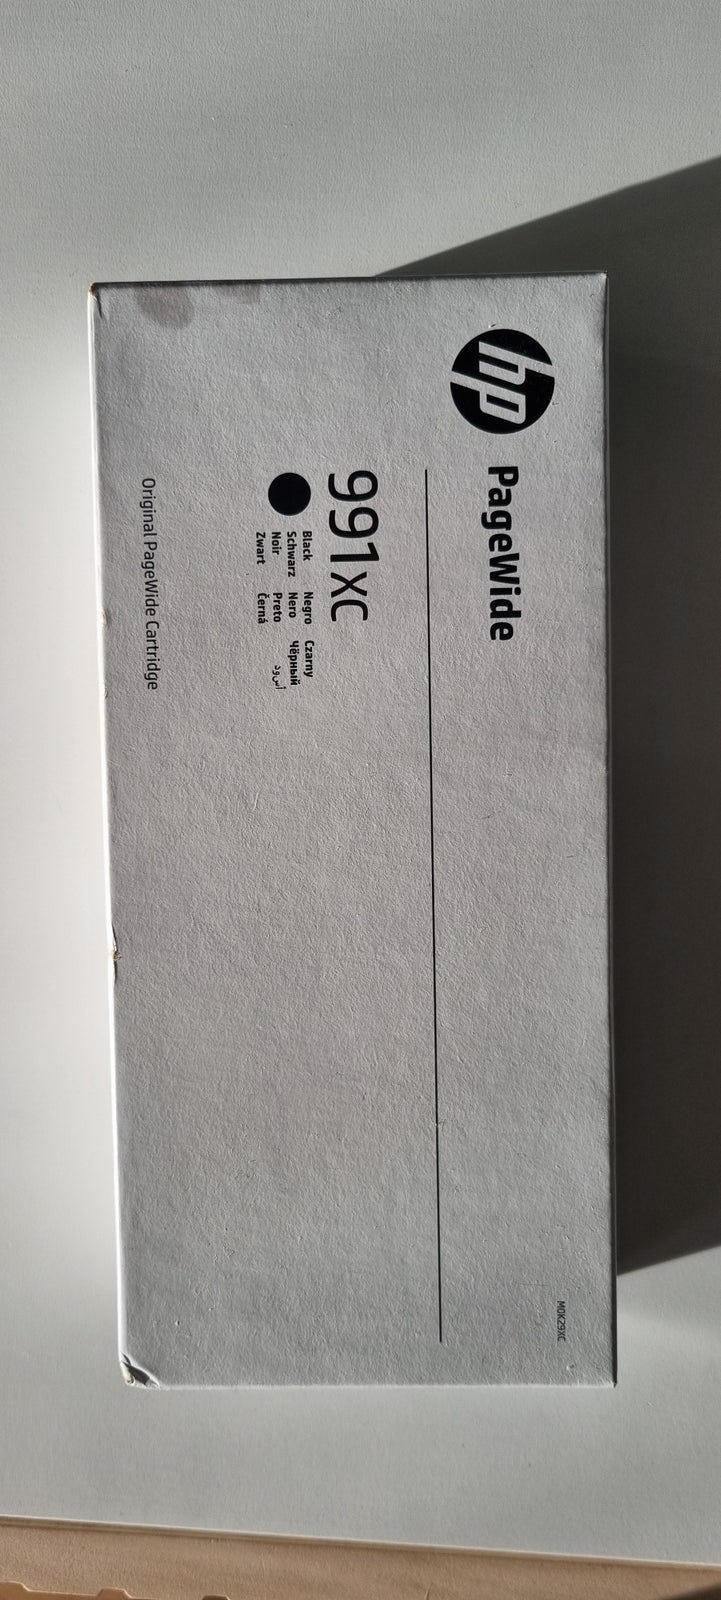 hp
PageWide
M0K29XC
991XC
Black Negro Czarny
Schwarz Nero Чёрный
Noir Preto أسود
Zwart Černá
Original PageWide Cartridge